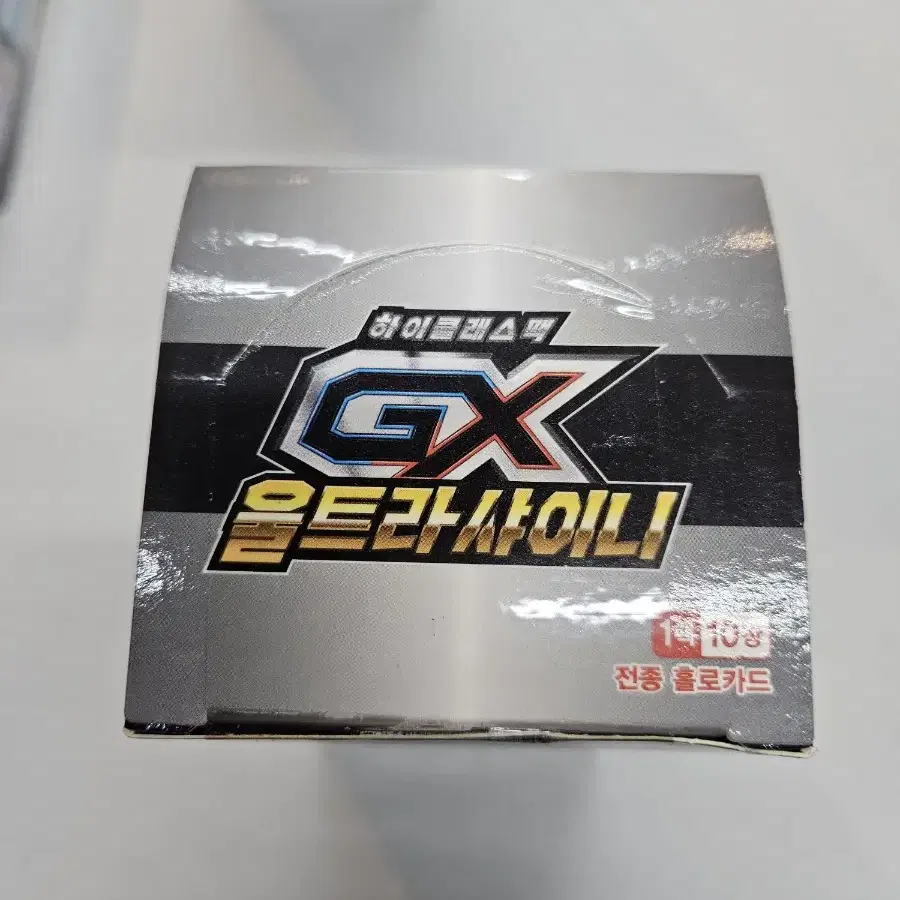 하이클래스팩
GX
울트라샤이니
1팩 10장
전종 홀로카드